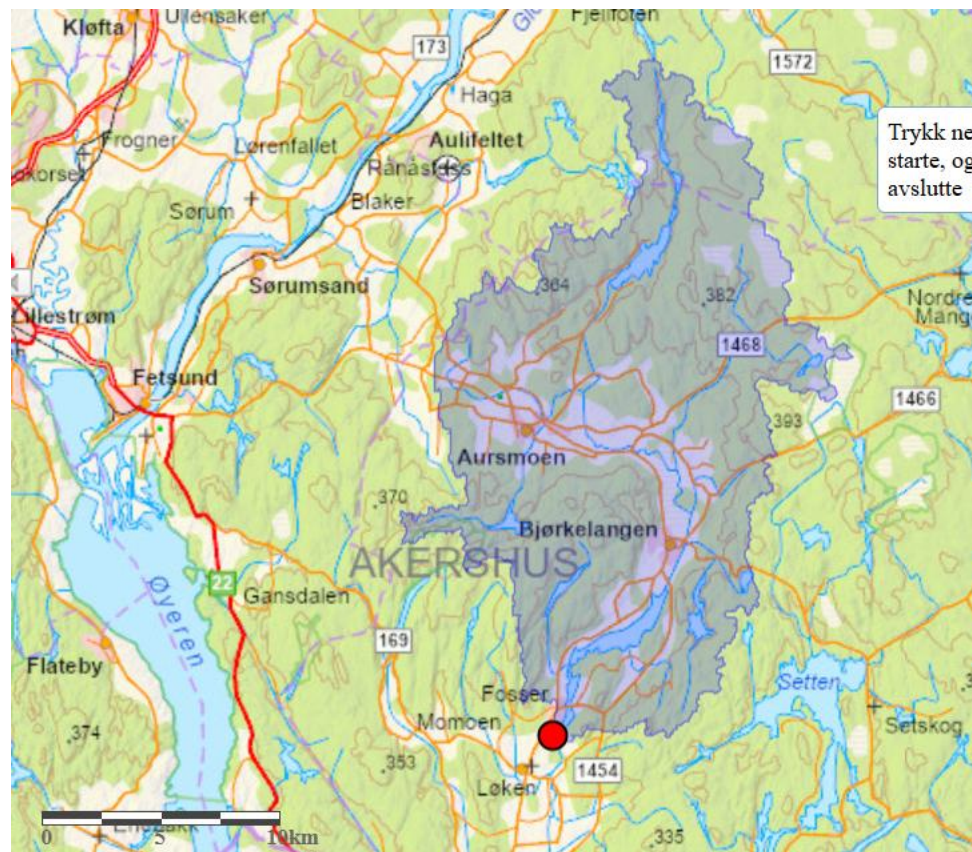 Kløfta
Ullensaker
173
Fjellfoten
1572
Haga
Frogner
Lørenfallet
Aulifeltet
Rånåsfoss
Blaker
Sørum
Trykk ne
starte, og
avslutte
Sørumsand
364
382
Nordre
Mang
Lillestrøm
1468
Fetsund
1466
393
Aursmoen
370
Bjørkelangen
AKERSHUS
22
Gansdalen
Øyeren
169
Flateby
Fosser
Setten
Momoen
Setskog
374
353
1454
Løken
0 5 10km
335